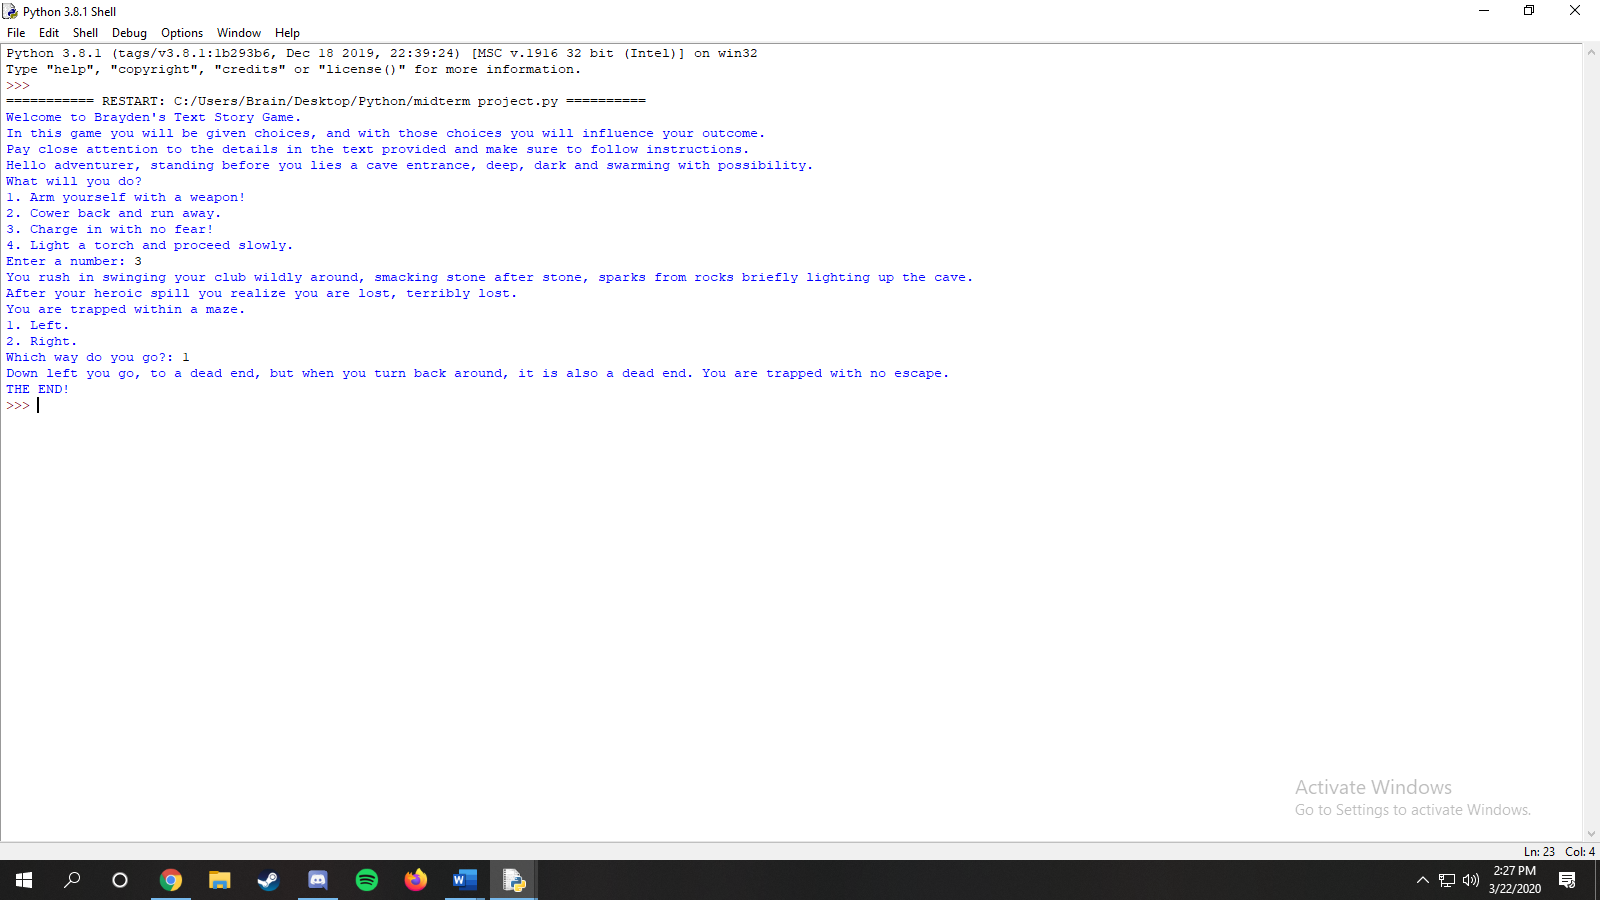 Python 3.8.1 Shell
File Edit Shell Debug Options Window Help
Python 3.8.1 (tags/v3.8.1:1b293b6, Dec 18 2019, 22:39:24) [MSC v.1916 32 bit (Intel)] on win32
Type "help", "copyright", "credits" or "license()" for more information.
>>>
=========== RESTART: C:/Users/Brain/Desktop/Python/midterm project.py ==========
Welcome to Brayden's Text Story Game.
In this game you will be given choices, and with those choices you will influence your outcome.
Pay close attention to the details in the text provided and make sure to follow instructions.
Hello adventurer, standing before you lies a cave entrance, deep, dark and swarming with possibility.
What will you do?
1. Arm yourself with a weapon!
2. Cower back and run away.
3. Charge in with no fear!
4. Light a torch and proceed slowly.
Enter a number: 3
You rush in swinging your club wildly around, smacking stone after stone, sparks from rocks briefly lighting up the cave.
After your heroic spill you realize you are lost, terribly lost.
You are trapped within a maze.
1. Left.
2. Right.
Which way do you go?: 1
Down left you go, to a dead end, but when you turn back around, it is also a dead end. You are trapped with no escape.
THE END!
>>>
Activate Windows
Go to Settings to activate Windows.
Ln: 23 Col: 4
2:27 PM
3/22/2020